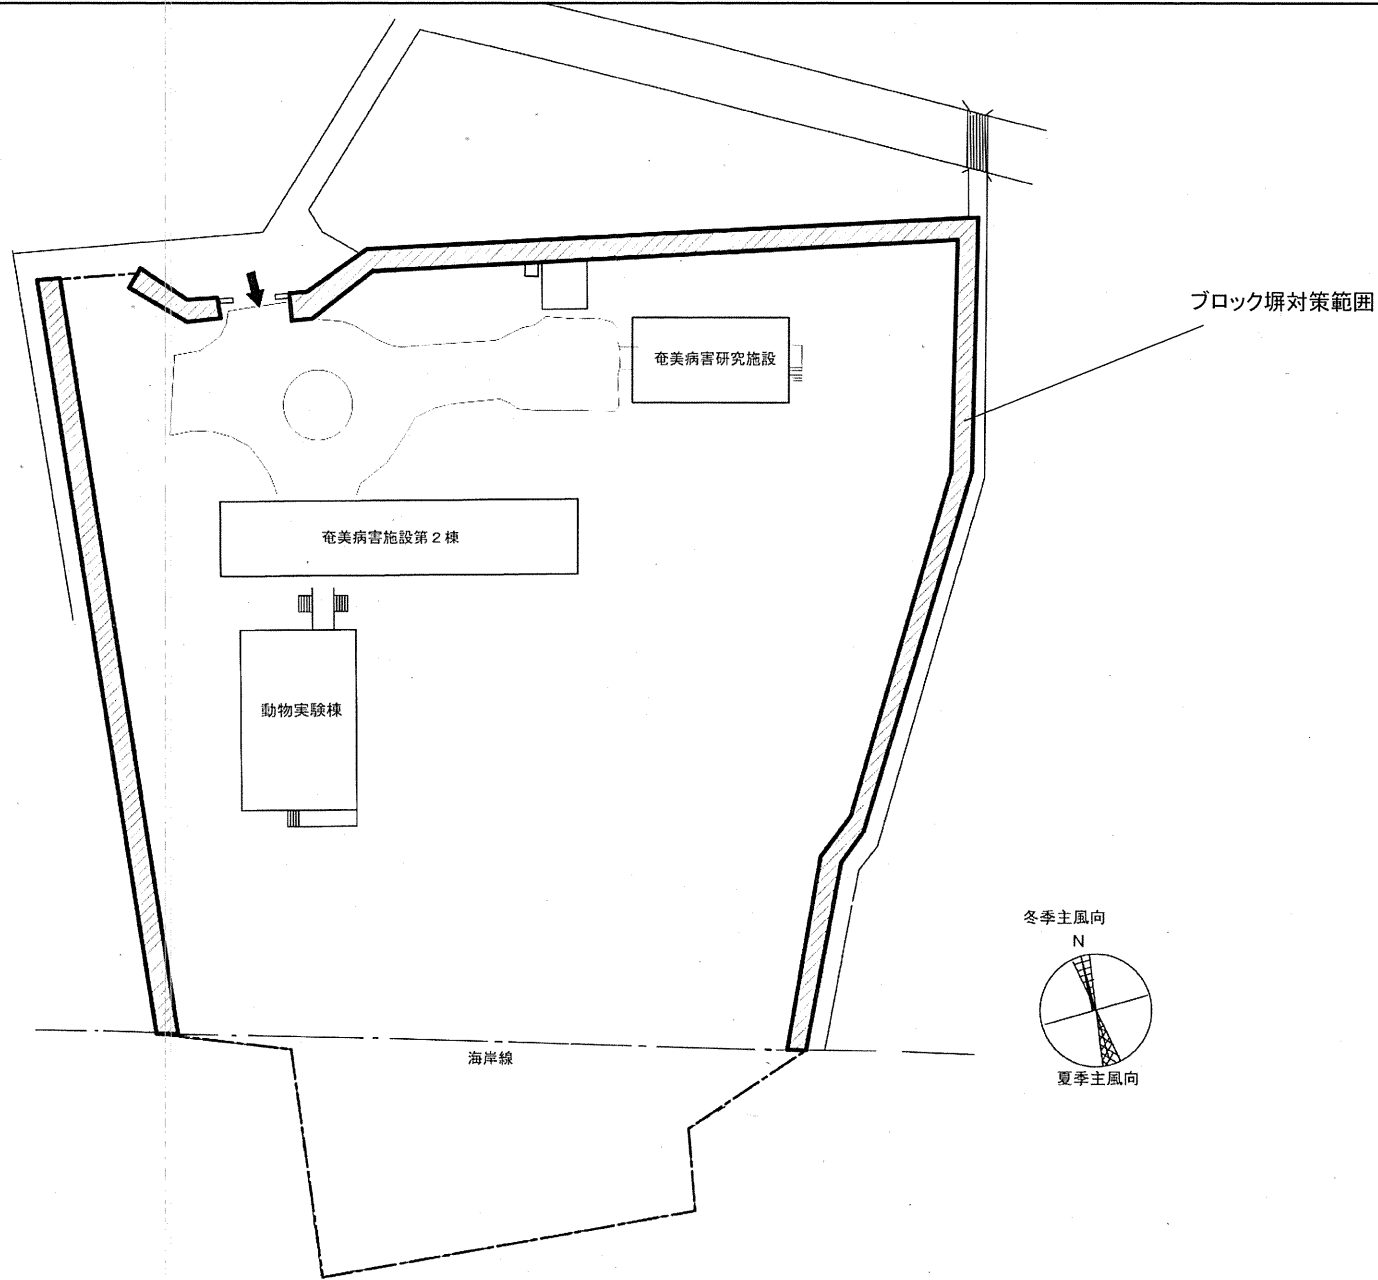 ブロック塀対策範囲
奄美病害研究施設
奄美病害施設第２棟
動物実験棟
冬季主風向
N
海岸線
夏季主風向